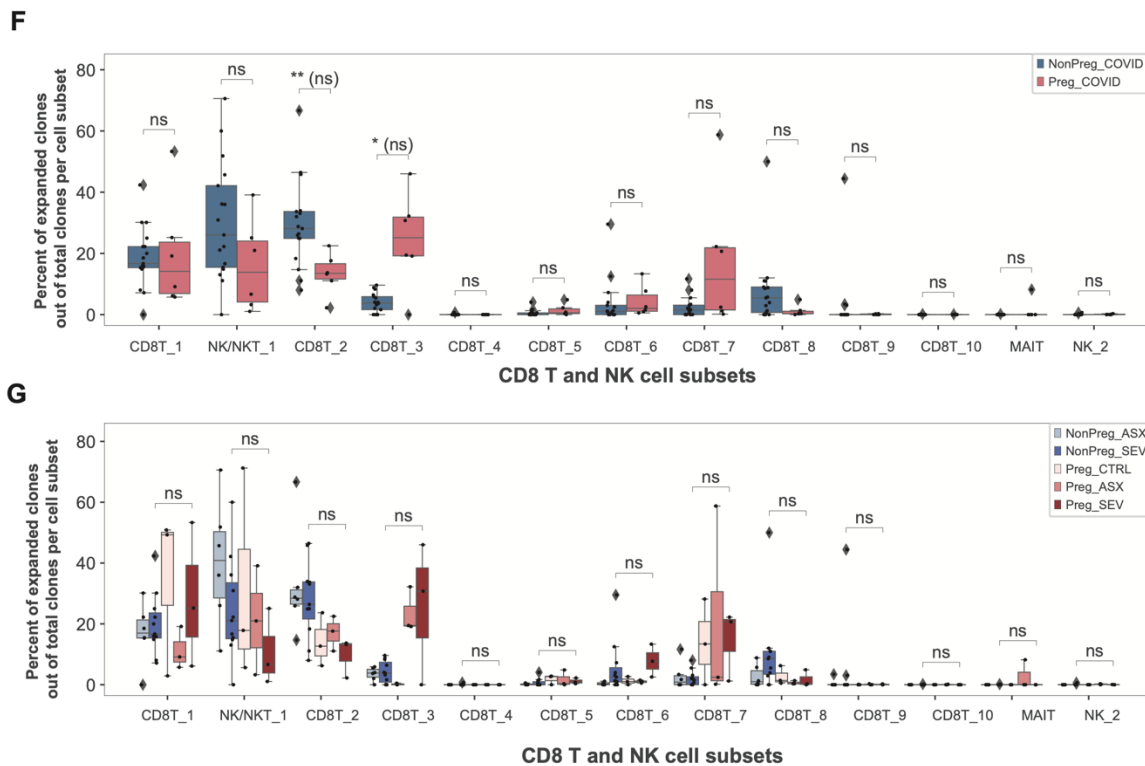 F
80
60
40
20
0
Percent of expanded clones
out of total clones per cell subset
ns
ns
** (ns)
* (ns)
ns
ns
ns
ns
ns
ns
ns
ns
ns
NonPreg_COVID
Preg_COVID
CD8T_1 NK/NKT_1 CD8T_2 CD8T_3 CD8T_4 CD8T_5 CD8T_6 CD8T_7 CD8T_8 CD8T_9 CD8T_10 MAIT NK_2
CD8 T and NK cell subsets
G
80
60
40
20
0
Percent of expanded clones
out of total clones per cell subset
ns
ns
ns
ns
ns
ns
ns
ns
ns
ns
ns
ns
ns
NonPreg_ASX
NonPreg_SEV
Preg_CTRL
Preg_ASX
Preg_SEV
CD8T_1 NK/NKT_1 CD8T_2 CD8T_3 CD8T_4 CD8T_5 CD8T_6 CD8T_7 CD8T_8 CD8T_9 CD8T_10 MAIT NK_2
CD8 T and NK cell subsets